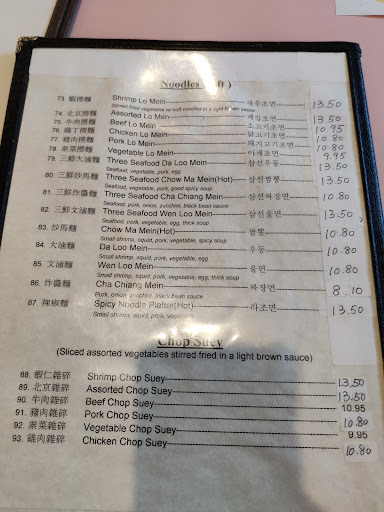 Noodles
73. 蝦撈麵 Shrimp Lo Mein 새우초면 13.50
Stirred fried vegetable w/ soft noodles in a light brown sauce
74. 北京撈麵 Assorted Lo Mein 13.50
75. 牛肉撈麵 Beef Lo Mein 소고기초면 10.95
76. 雞丁撈麵 Chicken Lo Mein 닭고기초면 10.80
77. 豬肉撈麵 Pork Lo Mein 돼지고기초면 10.80
78. 素菜撈麵 Vegetable Lo Mein 야채초면 9.95
79. 三鮮大滷麵 Three Seafood Da Loo Mein 삼선우동 13.50
Seafood, vegetable, pork, egg
80. 三鮮炒馬麵 Three Seafood Chow Ma Mein(Hot) 삼선짬뽕 13.50
Seafood, vegetable, pork, good spicy soup
81. 三鮮炸醬麵 Three Seafood Cha Chiang Mein 삼선짜장면 10.80
Seafood, pork, onion, zucchini, black bean sauce
82. 三鮮文滷麵 Three Seafood Wen Loo Mein 삼선울면 13.50
Seafood, pork, vegetable, egg, thick soup
83. 炒馬麵 Chow Ma Mein(Hot) 짬뽕 10.80
Small shrimp, squid, pork, vegetable, spicy soup
84. 大滷麵 Da Loo Mein 우동 10.80
Small shrimp, squid, pork, vegetable, egg
85. 文滷麵 Wen Loo Mein 울면 10.80
Small shrimp, squid, pork, vegetable, egg, thick soup
86. 炸醬麵 Cha Chiang Mein 짜장면 8.10
Pork, onion, zucchini, black bean sauce
87. 辣椒麵 Spicy Noodle Platter(Hot) 라조면 13.50
Small shrimp, squid, pork, vegetable
Chop Suey
(Sliced assorted vegetables stirred fried in a light brown sauce)
88. 蝦仁雜碎 Shrimp Chop Suey 13.50
89. 北京雜碎 Assorted Chop Suey 13.50
90. 牛肉雜碎 Beef Chop Suey 10.95
91. 豬肉雜碎 Pork Chop Suey 10.80
92. 素菜雜碎 Vegetable Chop Suey 9.95
93. 雞肉雜碎 Chicken Chop Suey 10.80